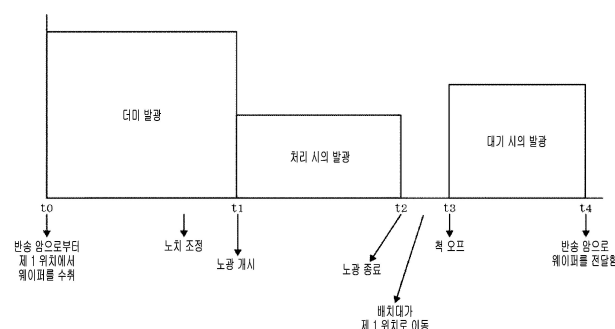 더미 발광
처리 시의 발광
대기 시의 발광
t0
t1
t2
t3
t4
반송 암으로부터
제 1 위치에서
웨이퍼를 수취
노치 조정
노광 개시
노광 종료
배치대가
제 1 위치로 이동
척 오프
반송 암으로
웨이퍼를 전달함